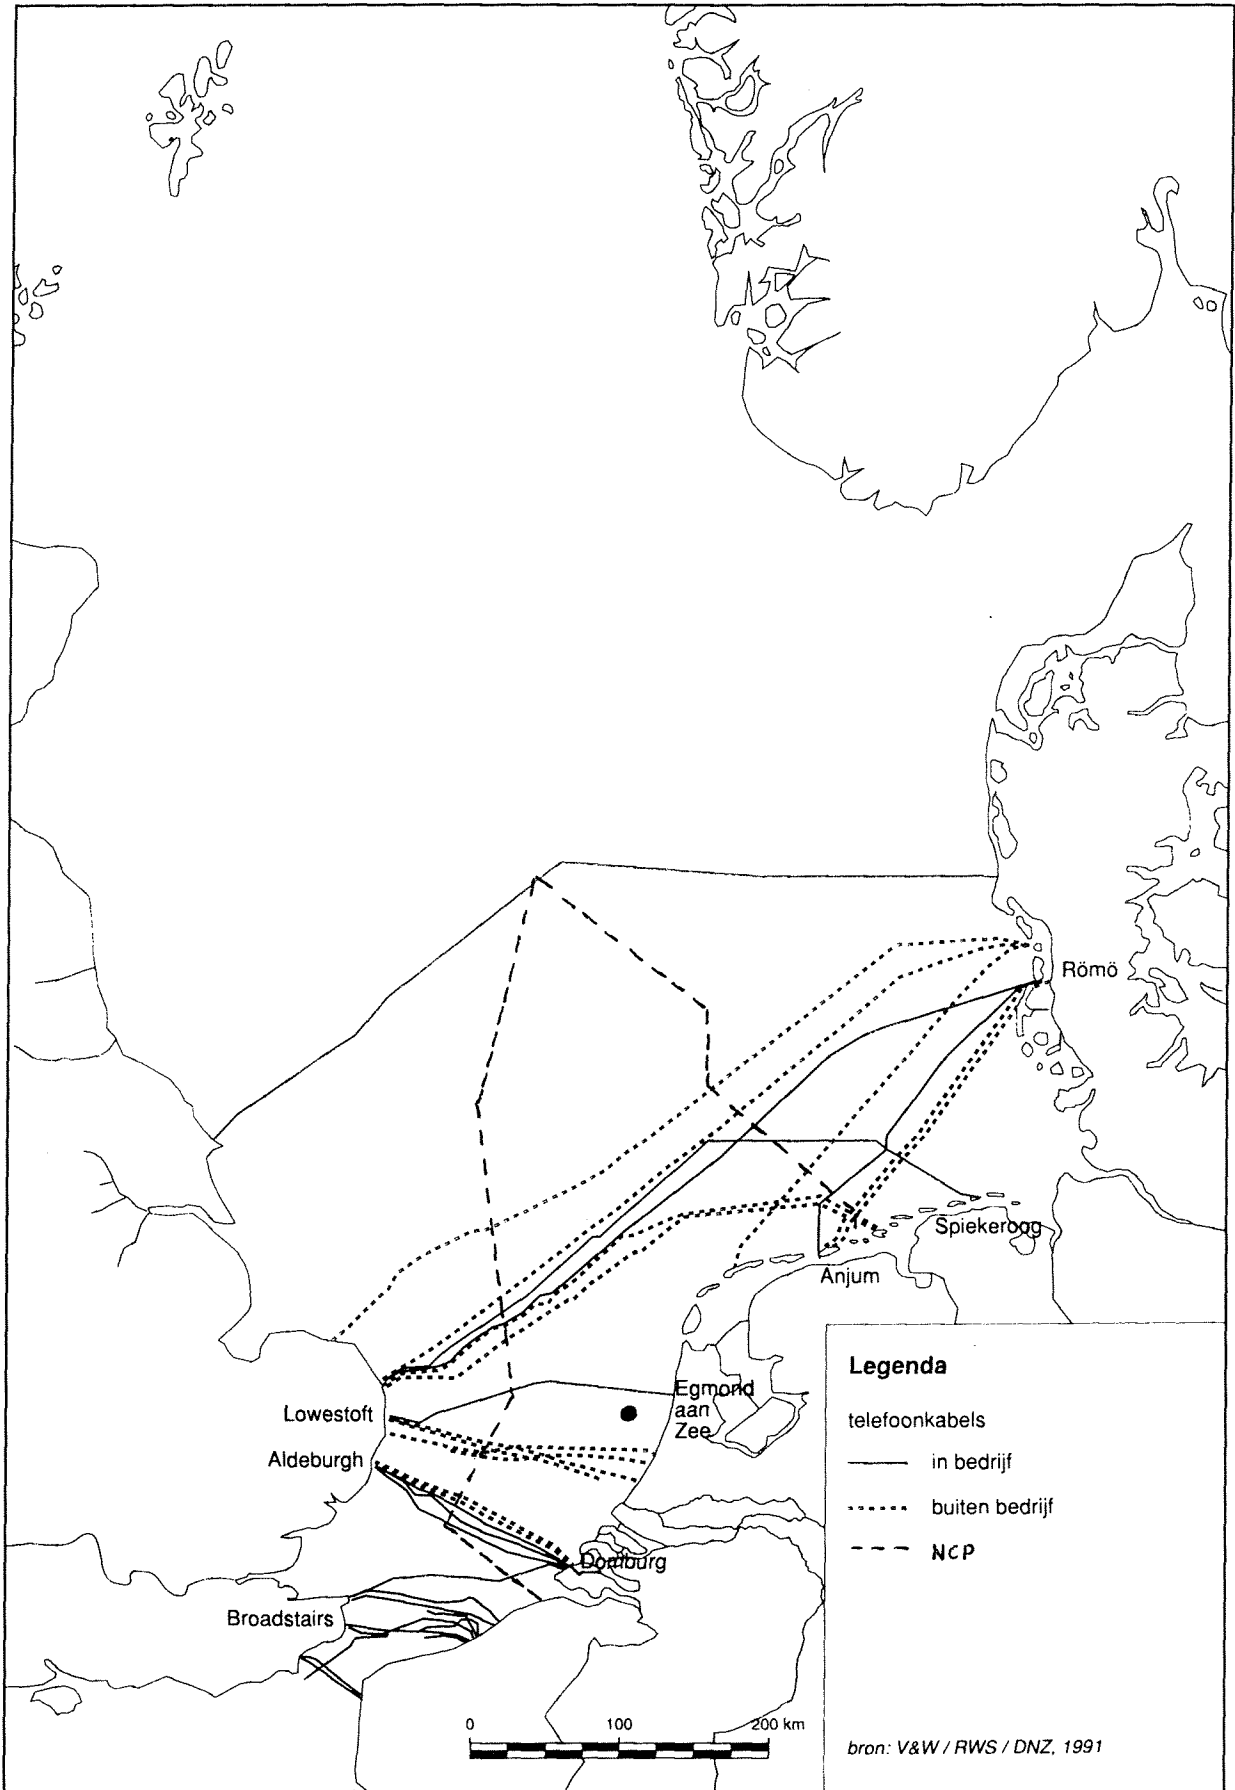 Römö
Spiekeroog
Anjum
Egmond
aan
Zee
Lowestoft
Aldeburgh
Domburg
Broadstairs
Legenda
telefoonkabels
in bedrijf
buiten bedrijf
NCP
0 100 200 km
bron: V&W / RWS / DNZ, 1991